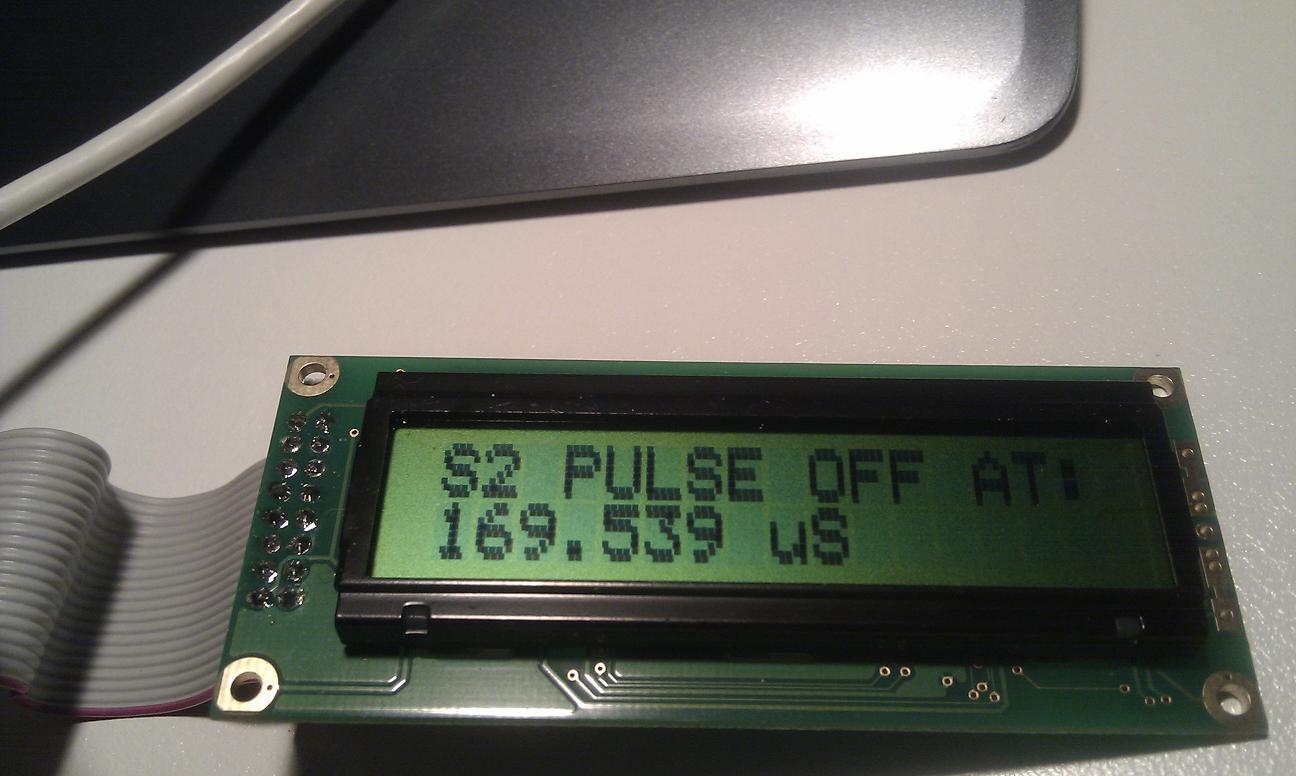 S2 PULSE OFF AT:
169.539 uS